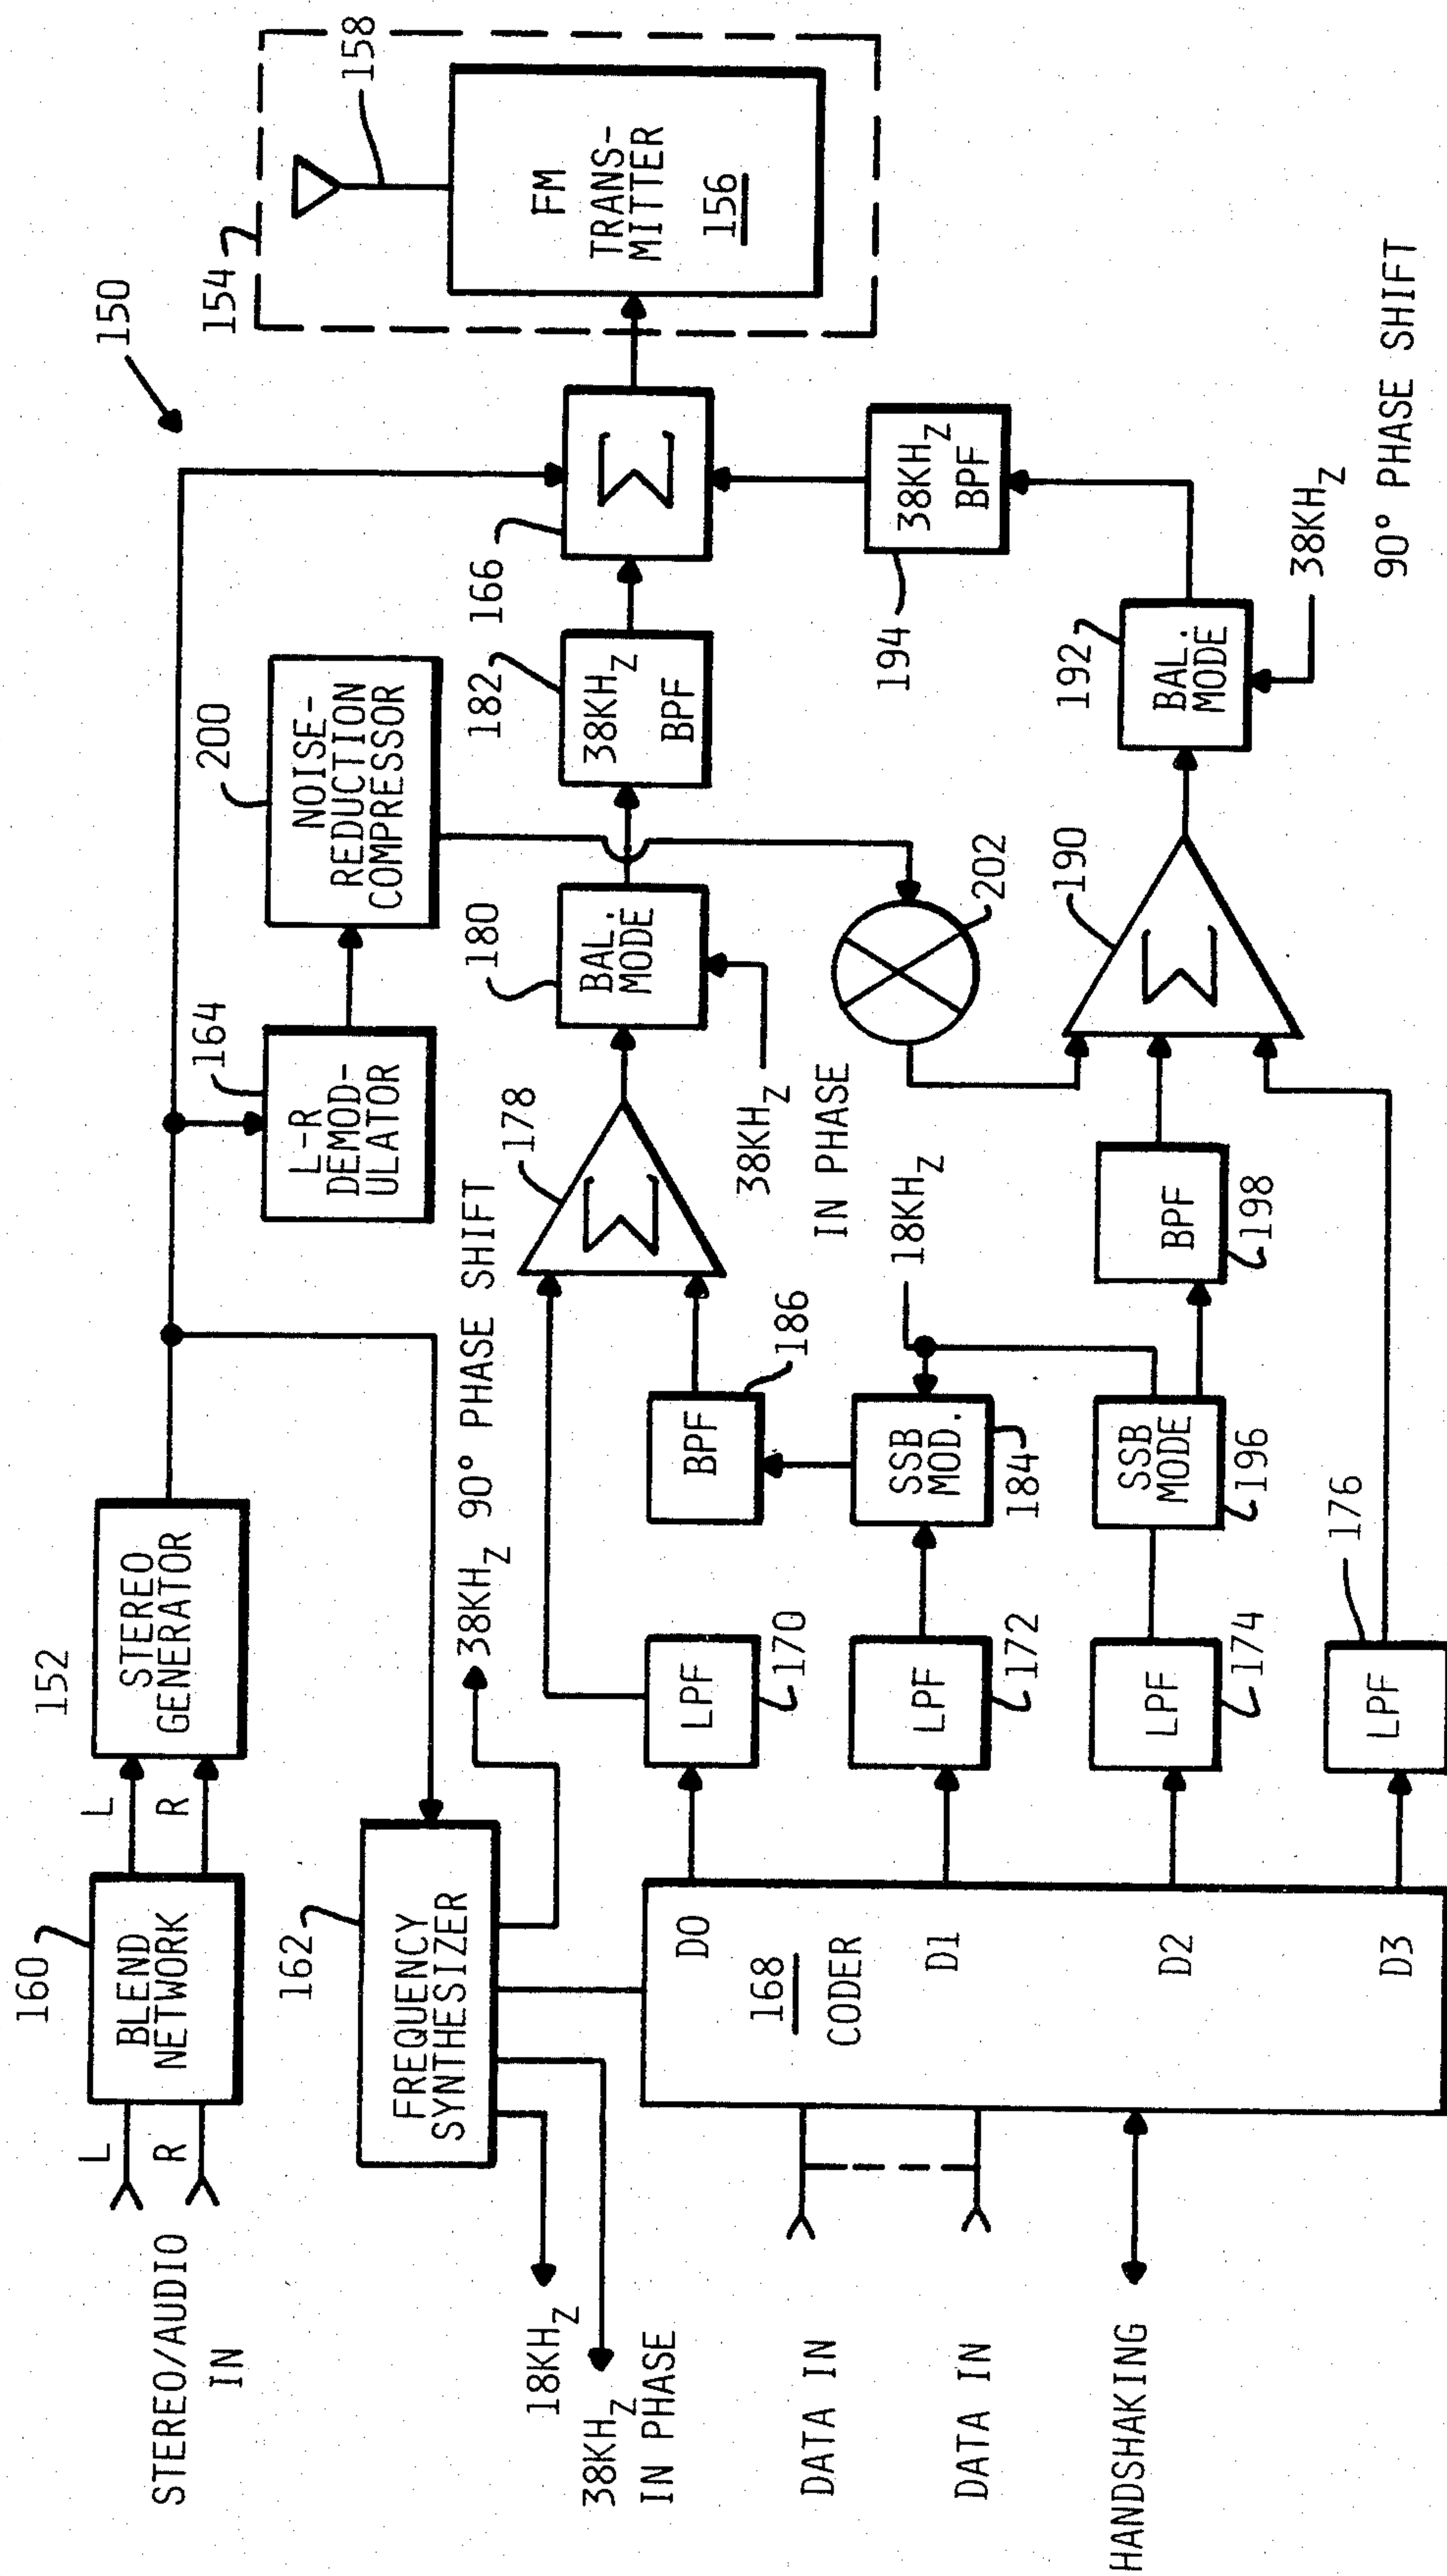 STEREO/AUDIO
IN
L
R
160
BLEND
NETWORK
L
R
152
STEREO
GENERATOR
150
154
158
FM
TRANS-
MITTER
156
164
L-R
DEMOD-
ULATOR
200
NOISE-
REDUCTION
COMPRESSOR
162
FREQUENCY
SYNTHESIZER
18KHZ
38KHZ
IN PHASE
38KHZ 90° PHASE SHIFT
178
Σ
180
BAL.
MODE
38KHZ
IN PHASE
182
38KHZ
BPF
166
Σ
DATA IN
DATA IN
HANDSHAKING
168
CODER
D0
D1
D2
D3
LPF
170
LPF
172
LPF
174
LPF
176
BPF
186
SSB
MOD.
184
18KHZ
SSB
MODE
196
BPF
198
202
190
Σ
192
BAL.
MODE
38KHZ
90° PHASE SHIFT
194
38KHZ
BPF